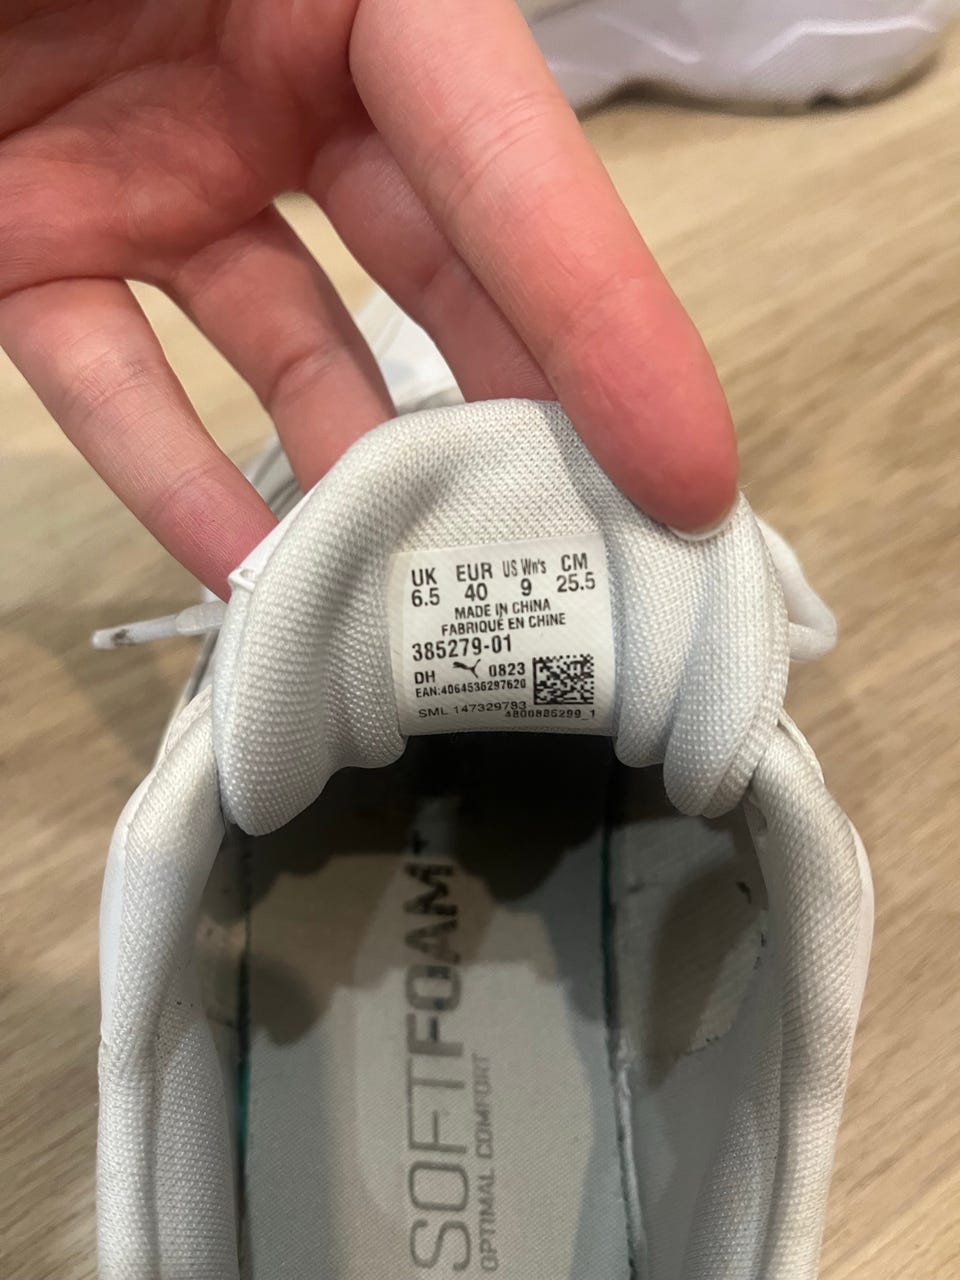 UK EUR US Wn's CM
6.5 40 9 25.5
MADE IN CHINA
FABRIQUÉ EN CHINE
385279-01
DH 0823
EAN:4064536297620
SML 147329793
4800885299_1
SOFTFOAM+
OPTIMAL COMFORT